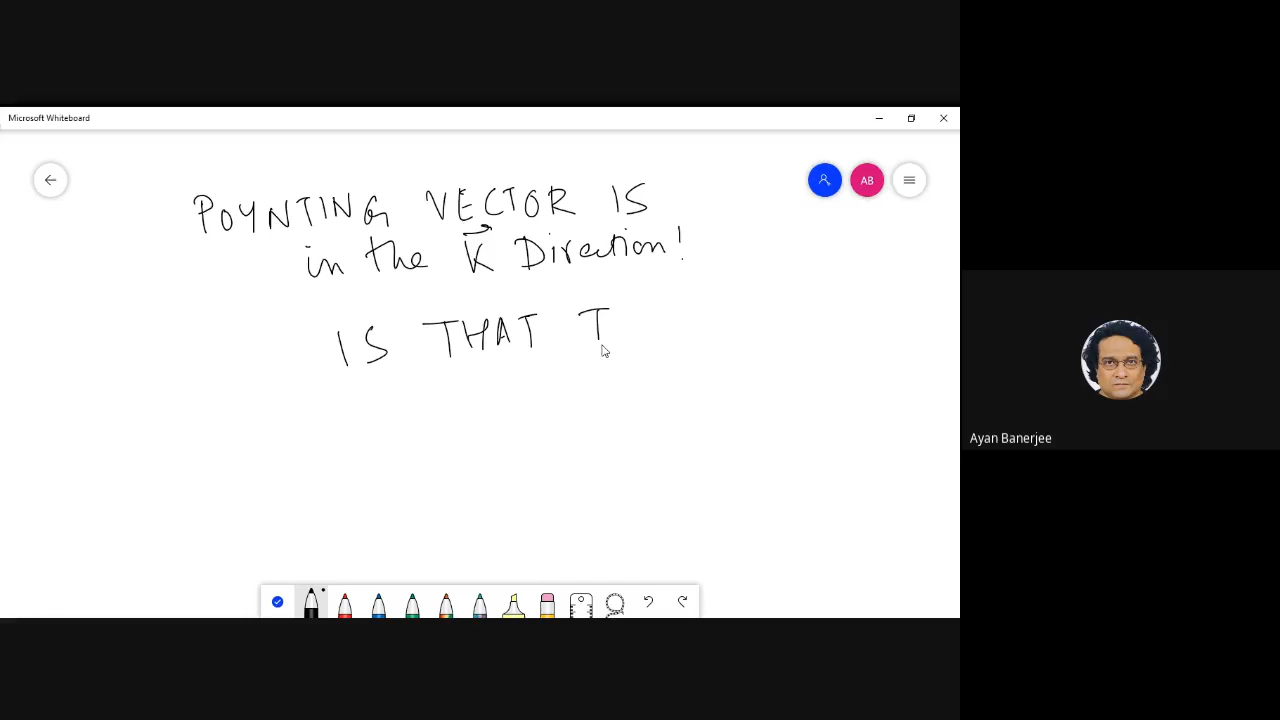 Microsoft Whiteboard
AB
POYNTING VECTOR IS
in the K⃗ Direction!
IS THAT T
Ayan Banerjee